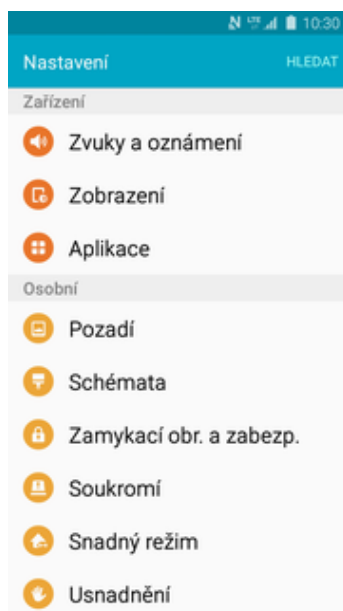 10:30
Nastavení HLEDAT
Zařízení
Zvuky a oznámení
Zobrazení
Aplikace
Osobní
Pozadí
Schémata
Zamykací obr. a zabezp.
Soukromí
Snadný režim
Usnadnění